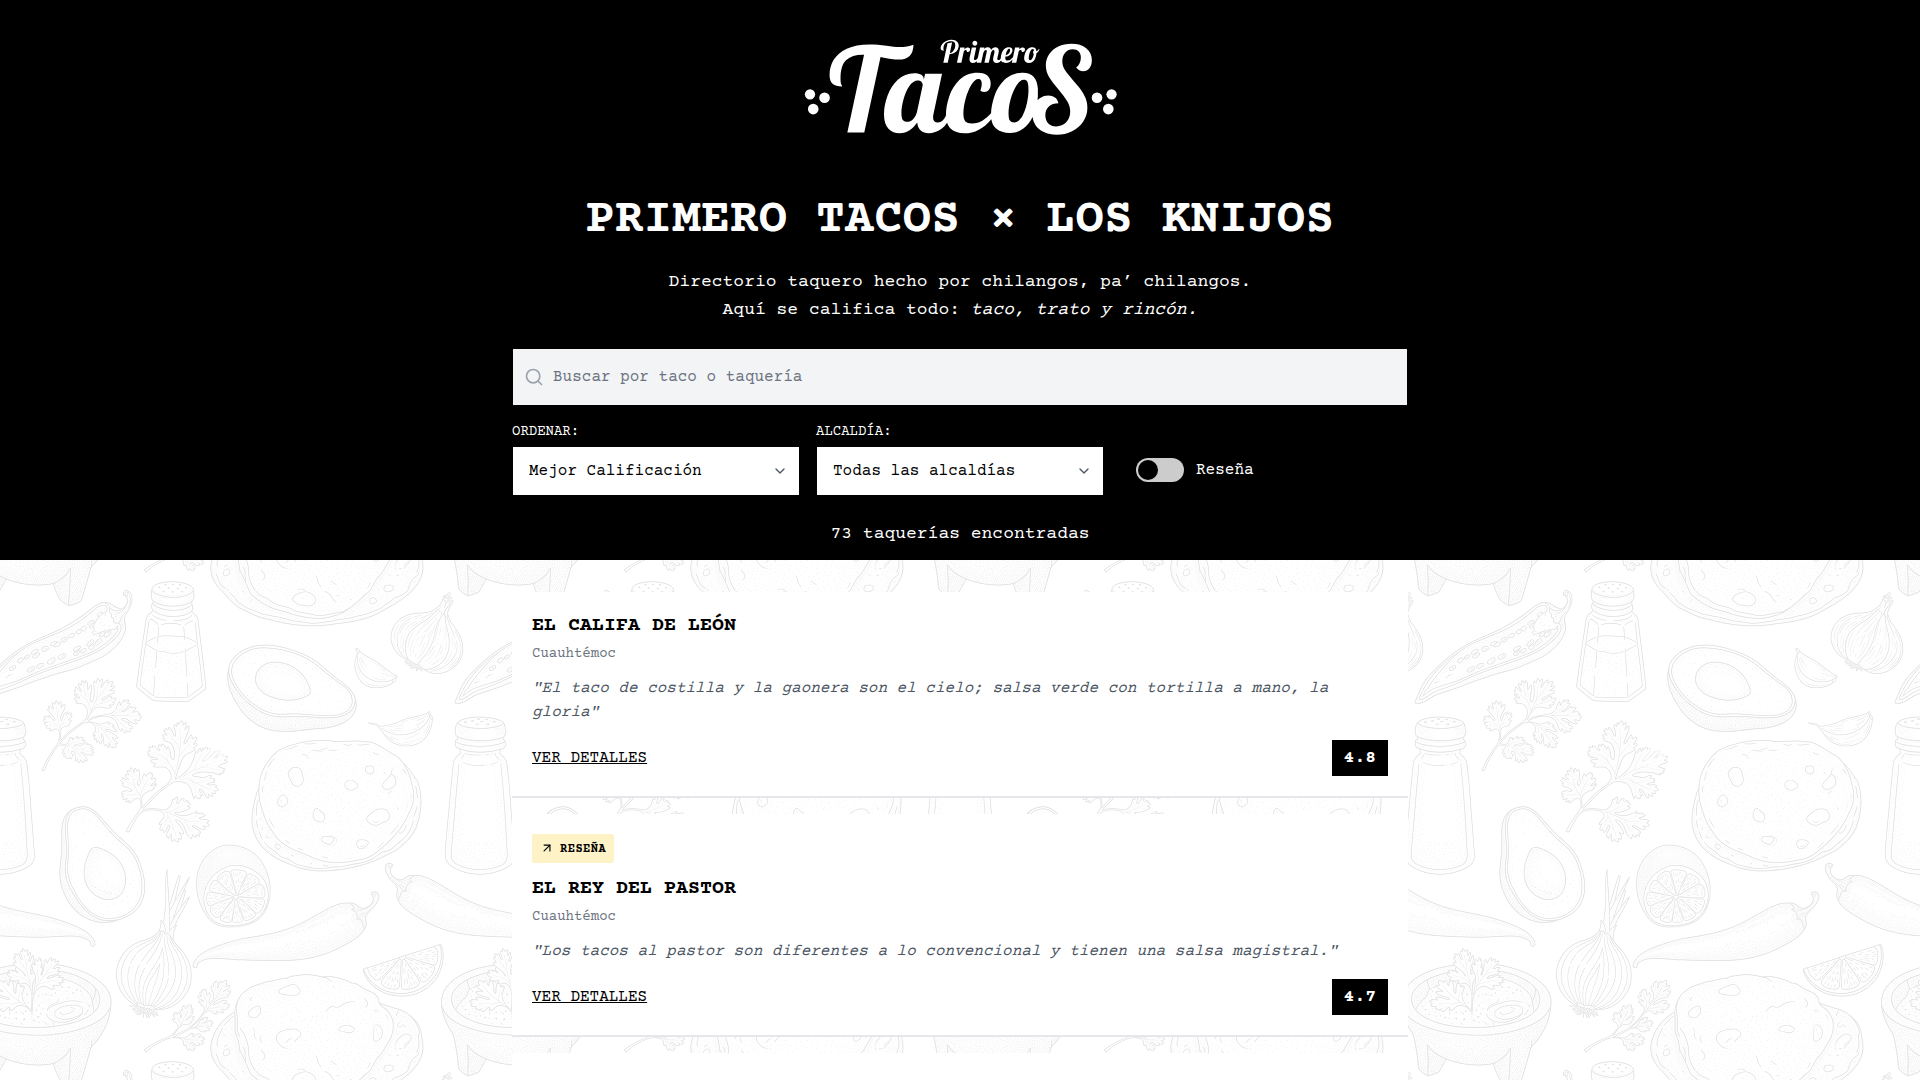 Primero
TacoS
PRIMERO TACOS × LOS KNIJOS
Directorio taquero hecho por chilangos, pa’ chilangos.
Aquí se califica todo: taco, trato y rincón.
Buscar por taco o taquería
ORDENAR:
ALCALDÍA:
Mejor Calificación
Todas las alcaldías
Reseña
73 taquerías encontradas
EL CALIFA DE LEÓN
Cuauhtémoc
"El taco de costilla y la gaonera son el cielo; salsa verde con tortilla a mano, la
gloria"
VER DETALLES
4.8
RESEÑA
EL REY DEL PASTOR
Cuauhtémoc
"Los tacos al pastor son diferentes a lo convencional y tienen una salsa magistral."
VER DETALLES
4.7